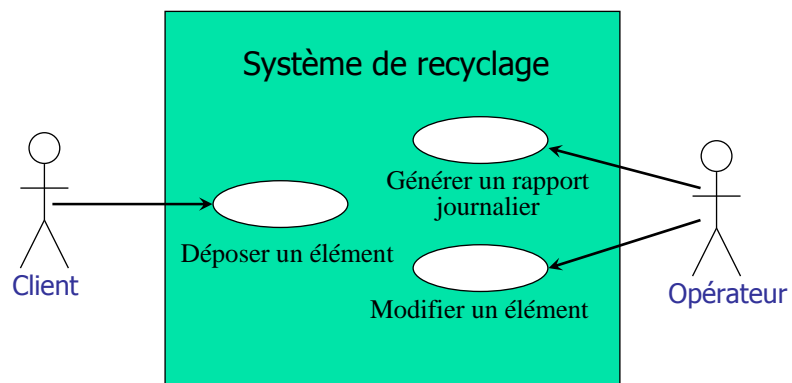 Système de recyclage
Générer un rapport
journalier
Déposer un élément
Client
Opérateur
Modifier un élément